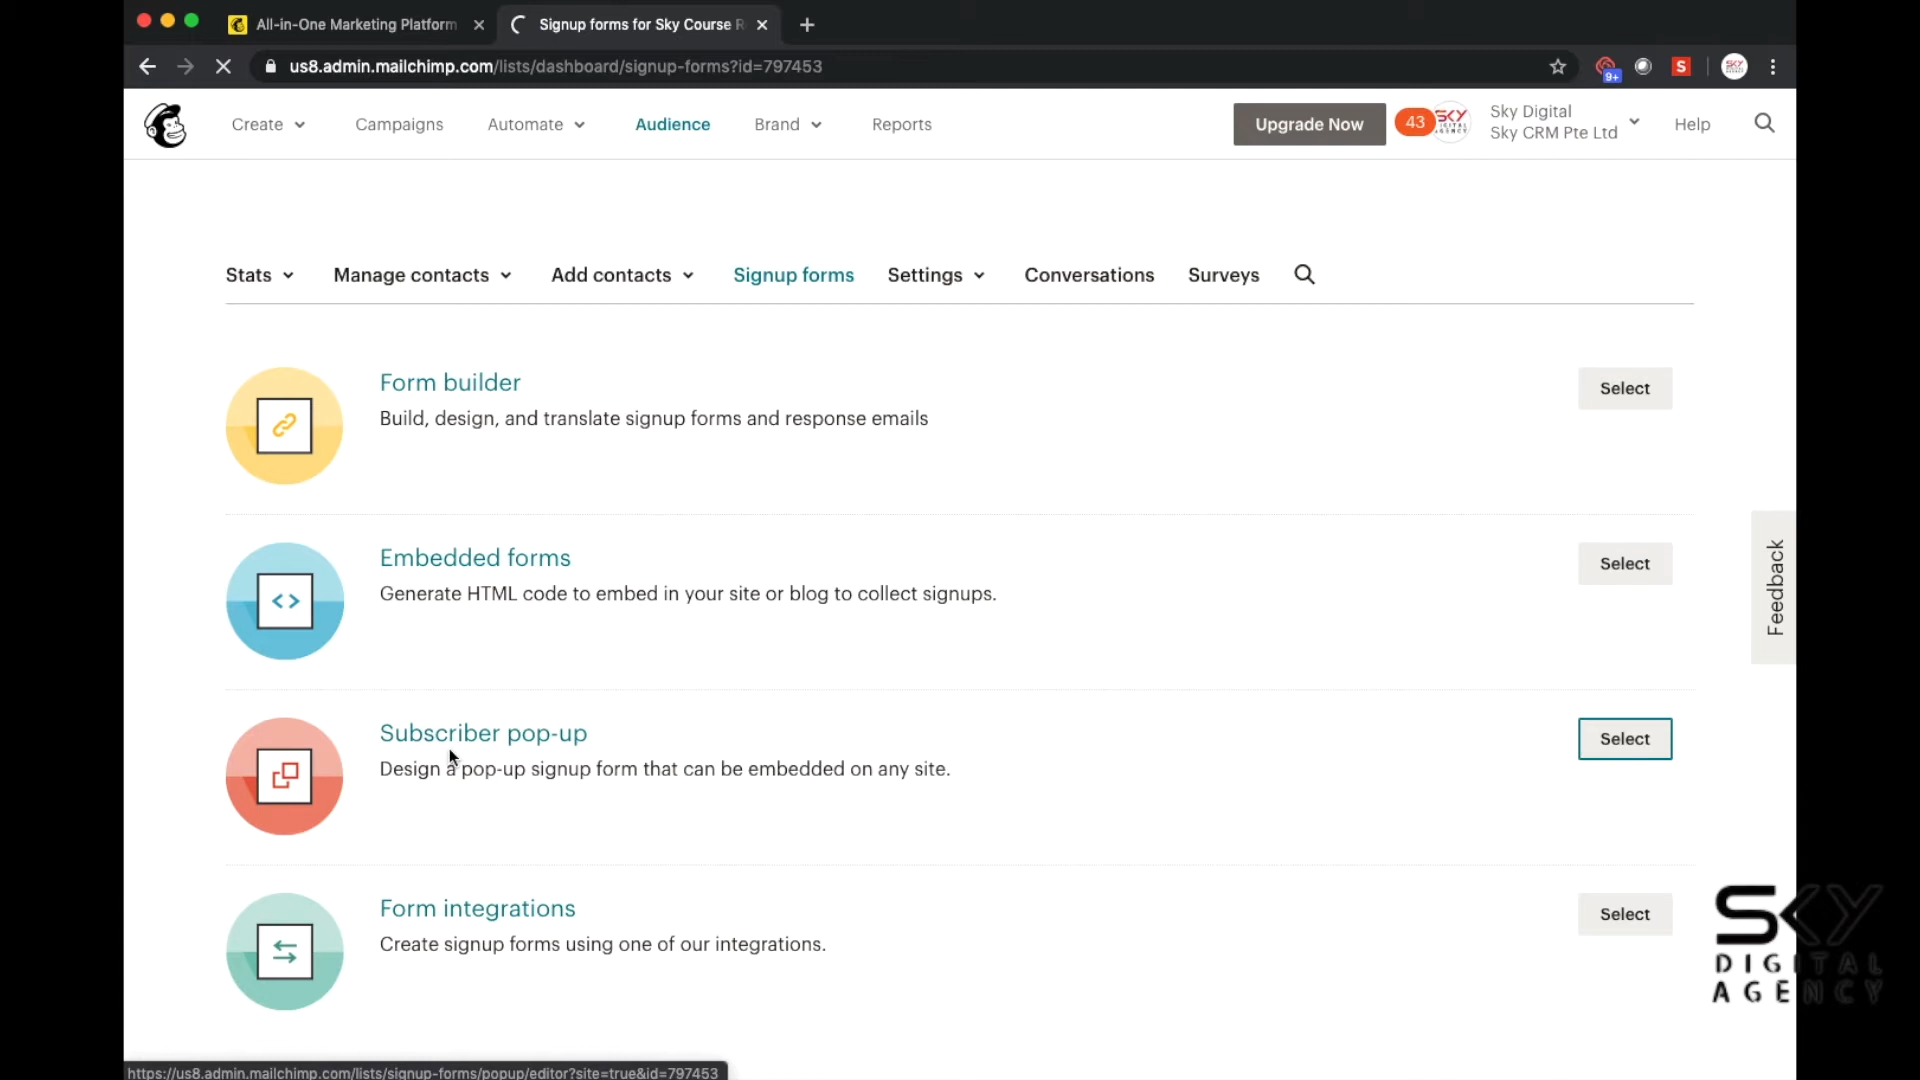 All-in-One Marketing Platform
Signup forms for Sky Course R
us8.admin.mailchimp.com/lists/dashboard/signup-forms?id=797453
9+
S
SKY
Create
Campaigns
Automate
Audience
Brand
Reports
Upgrade Now
43
SKY
DIGITAL
AGENCY
Sky Digital
Sky CRM Pte Ltd
Help
Stats
Manage contacts
Add contacts
Signup forms
Settings
Conversations
Surveys
Form builder
Build, design, and translate signup forms and response emails
Select
Embedded forms
Generate HTML code to embed in your site or blog to collect signups.
Select
Feedback
Subscriber pop-up
Design a pop-up signup form that can be embedded on any site.
Select
Form integrations
Create signup forms using one of our integrations.
Select
SKY
DIGITAL
AGENCY
https://us8.admin.mailchimp.com/lists/signup-forms/popup/editor?site=true&id=797453